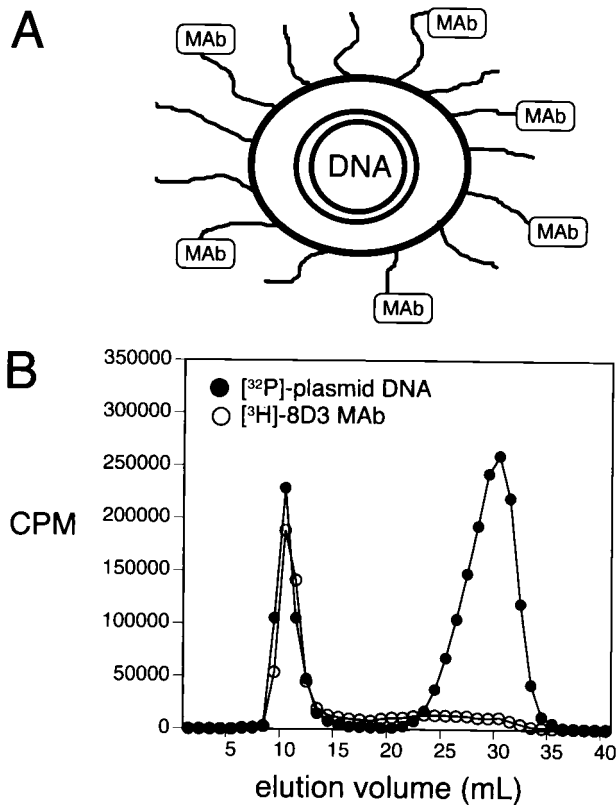 A
MAb
MAb
MAb
DNA
MAb
MAb
MAb
B
350000
300000
250000
200000
150000
100000
50000
0
CPM
[³²P]-plasmid DNA
[³H]-8D3 MAb
5 10 15 20 25 30 35 40
elution volume (mL)